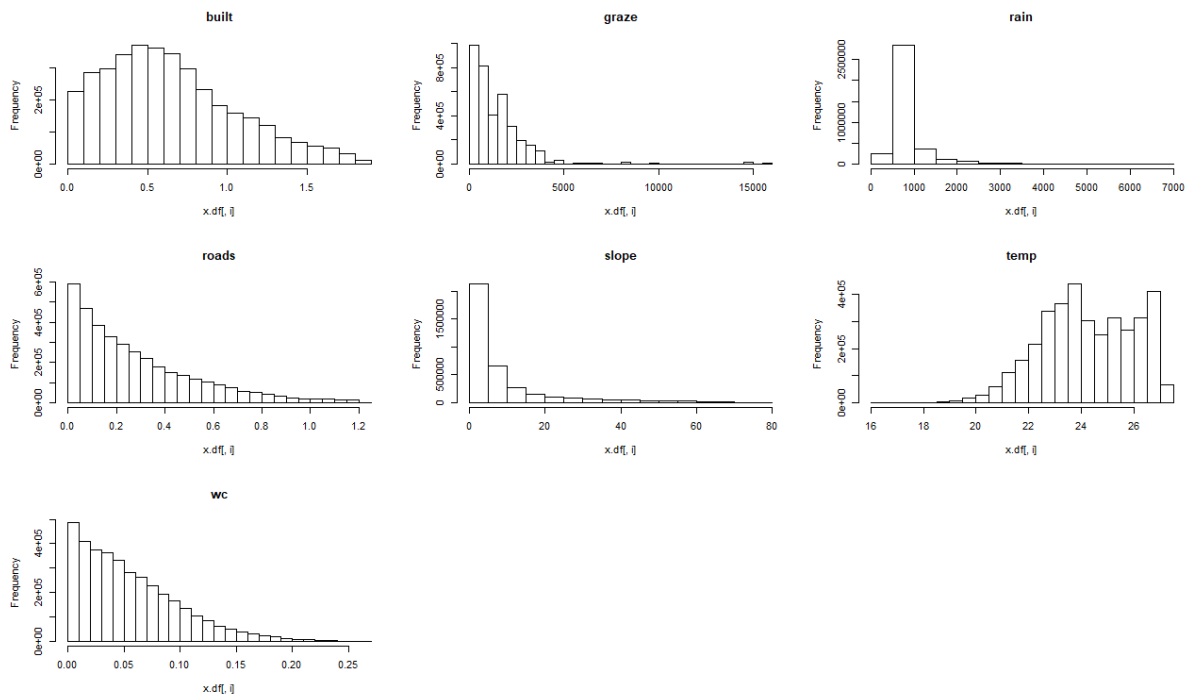 built
Frequency
0e+00 2e+05
0.0 0.5 1.0 1.5
x.df[, i]
graze
Frequency
0e+00 4e+05 8e+05
0 5000 10000 15000
x.df[, i]
rain
Frequency
0 1000000 2500000
0 1000 2000 3000 4000 5000 6000 7000
x.df[, i]
roads
Frequency
0e+00 2e+05 4e+05 6e+05
0.0 0.2 0.4 0.6 0.8 1.0 1.2
x.df[, i]
slope
Frequency
0 500000 1500000
0 20 40 60 80
x.df[, i]
temp
Frequency
0e+00 2e+05 4e+05
16 18 20 22 24 26
x.df[, i]
wc
Frequency
0e+00 2e+05 4e+05
0.00 0.05 0.10 0.15 0.20 0.25
x.df[, i]